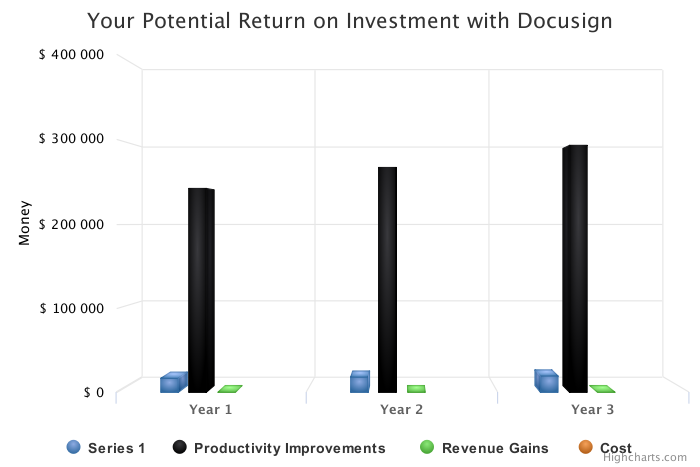 Your Potential Return on Investment with Docusign
$ 400 000
$ 300 000
$ 200 000
$ 100 000
$ 0
Money
Year 1
Year 2
Year 3
Series 1
Productivity Improvements
Revenue Gains
Cost
Highcharts.com